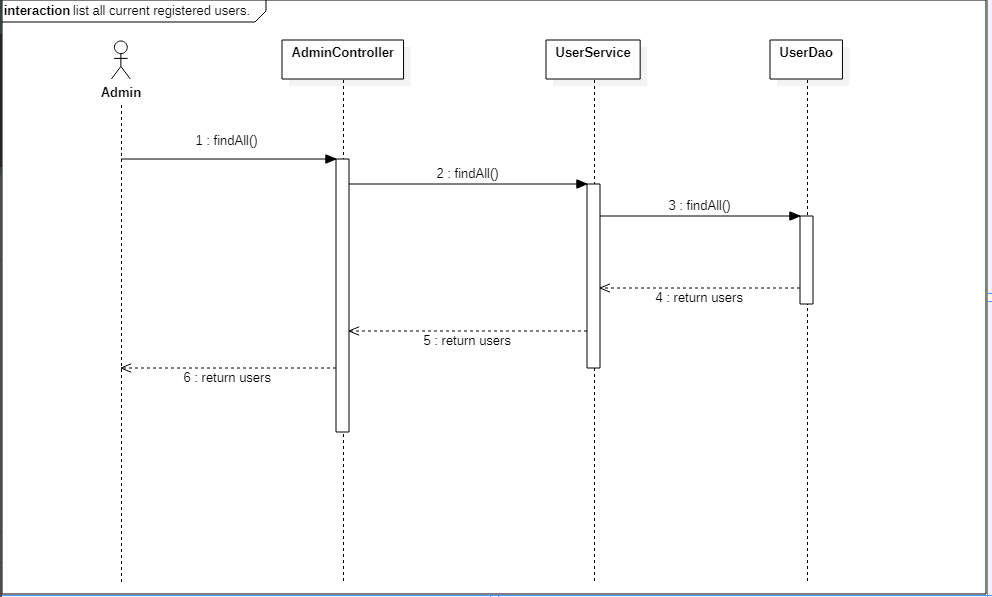 interaction list all current registered users.
AdminController
UserService
UserDao
Admin
1 : findAll()
2 : findAll()
3 : findAll()
4 : return users
5 : return users
6 : return users